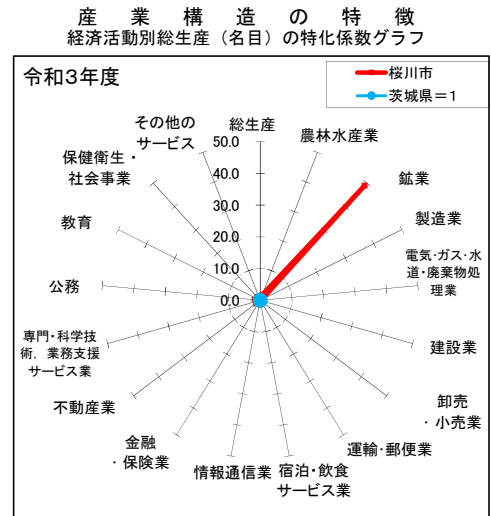 産業構造の特徴
経済活動別総生産（名目）の特化係数グラフ
令和3年度
桜川市
茨城県＝1
総生産
農林水産業
鉱業
製造業
電気・ガス・水
道・廃棄物処
理業
建設業
卸売
・小売業
運輸・郵便業
宿泊・飲食
サービス業
情報通信業
金融
・保険業
不動産業
専門・科学技
術，業務支援
サービス業
公務
教育
保健衛生・
社会事業
その他の
サービス
50.0
40.0
30.0
20.0
10.0
0.0